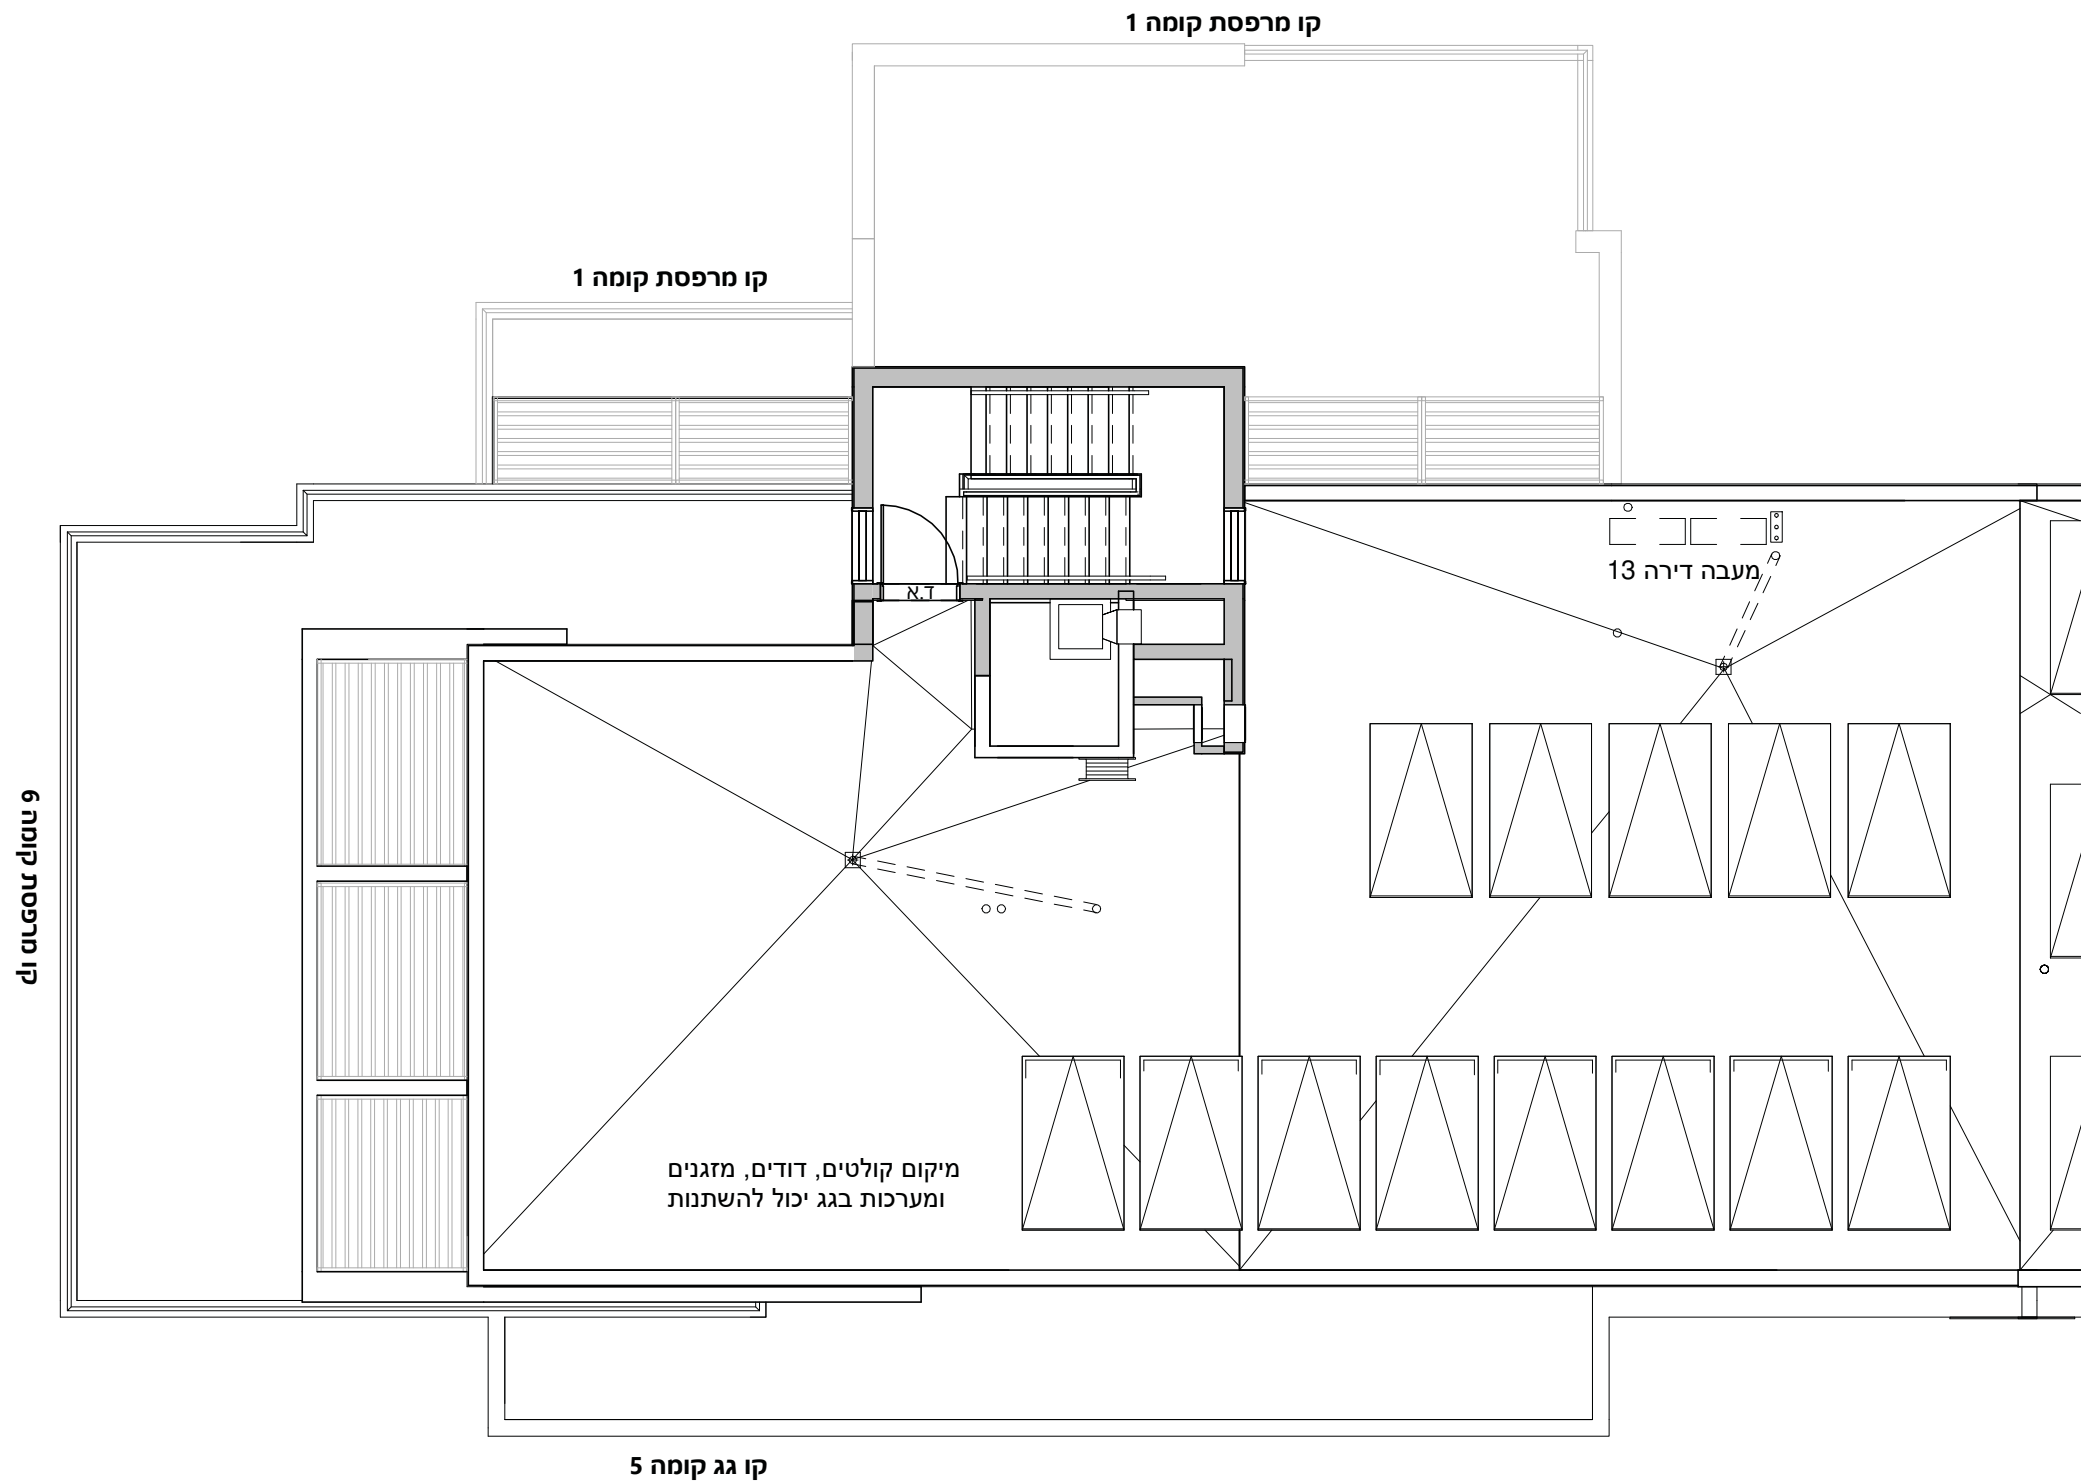 קו מרפסת קומה 1
קו מרפסת קומה 1
מעבה דירה 13
ד.א
קו מרפסת קומה 6
מיקום קולטים, דודים, מזגנים
ומערכות בגג יכול להשתנות
קו גג קומה 5